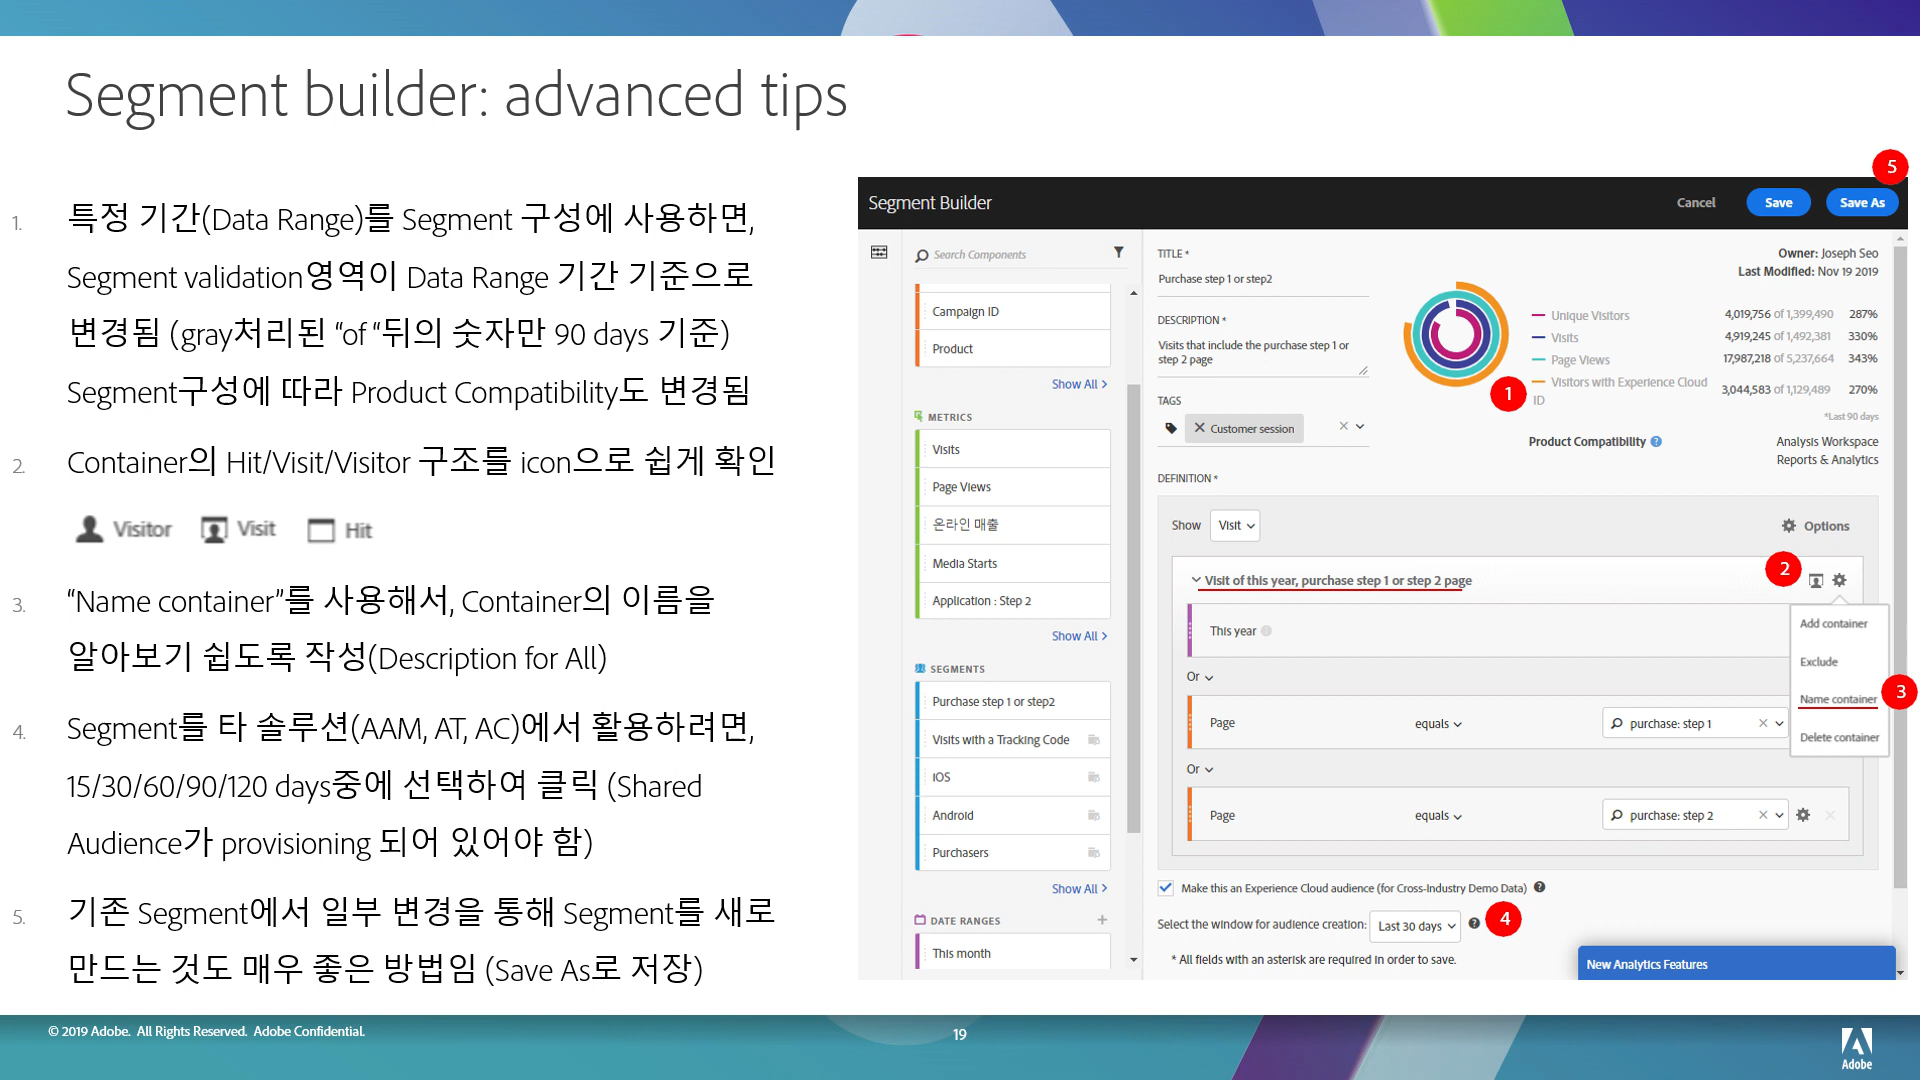 Segment builder: advanced tips
1. 특정 기간(Data Range)를 Segment 구성에 사용하면,
Segment validation영역이 Data Range 기간 기준으로
변경됨 (gray처리된 “of “뒤의 숫자만 90 days 기준)
Segment구성에 따라 Product Compatibility도 변경됨
2. Container의 Hit/Visit/Visitor 구조를 icon으로 쉽게 확인
Visitor Visit Hit
3. “Name container”를 사용해서, Container의 이름을
알아보기 쉽도록 작성(Description for All)
4. Segment를 타 솔루션(AAM, AT, AC)에서 활용하려면,
15/30/60/90/120 days중에 선택하여 클릭 (Shared
Audience가 provisioning 되어 있어야 함)
5. 기존 Segment에서 일부 변경을 통해 Segment를 새로
만드는 것도 매우 좋은 방법임 (Save As로 저장)
5
Segment Builder
Cancel
Save
Save As
Search Components
Campaign ID
Product
Show All >
METRICS
Visits
Page Views
온라인 매출
Media Starts
Application : Step 2
Show All >
SEGMENTS
Purchase step 1 or step2
Visits with a Tracking Code
IOS
Android
Purchasers
Show All >
DATE RANGES +
This month
TITLE *
Purchase step 1 or step2
DESCRIPTION *
Visits that include the purchase step 1 or
step 2 page
TAGS
Customer session
Owner: Joseph Seo
Last Modified: Nov 19 2019
Unique Visitors 4,019,756 of 1,399,490 287%
Visits 4,919,245 of 1,492,381 330%
Page Views 17,987,218 of 5,237,664 343%
Visitors with Experience Cloud
ID 3,044,583 of 1,129,489 270%
1
*Last 90 days
Product Compatibility ?
Analysis Workspace
Reports & Analytics
DEFINITION *
Show Visit
Options
2
Visit of this year, purchase step 1 or step 2 page
This year
Or
Page equals purchase: step 1
Or
Page equals purchase: step 2
Add container
Exclude
Name container
3
Delete container
Make this an Experience Cloud audience (for Cross-Industry Demo Data) ?
Select the window for audience creation: Last 30 days ?
4
* All fields with an asterisk are required in order to save.
New Analytics Features
© 2019 Adobe. All Rights Reserved. Adobe Confidential.
19
Adobe